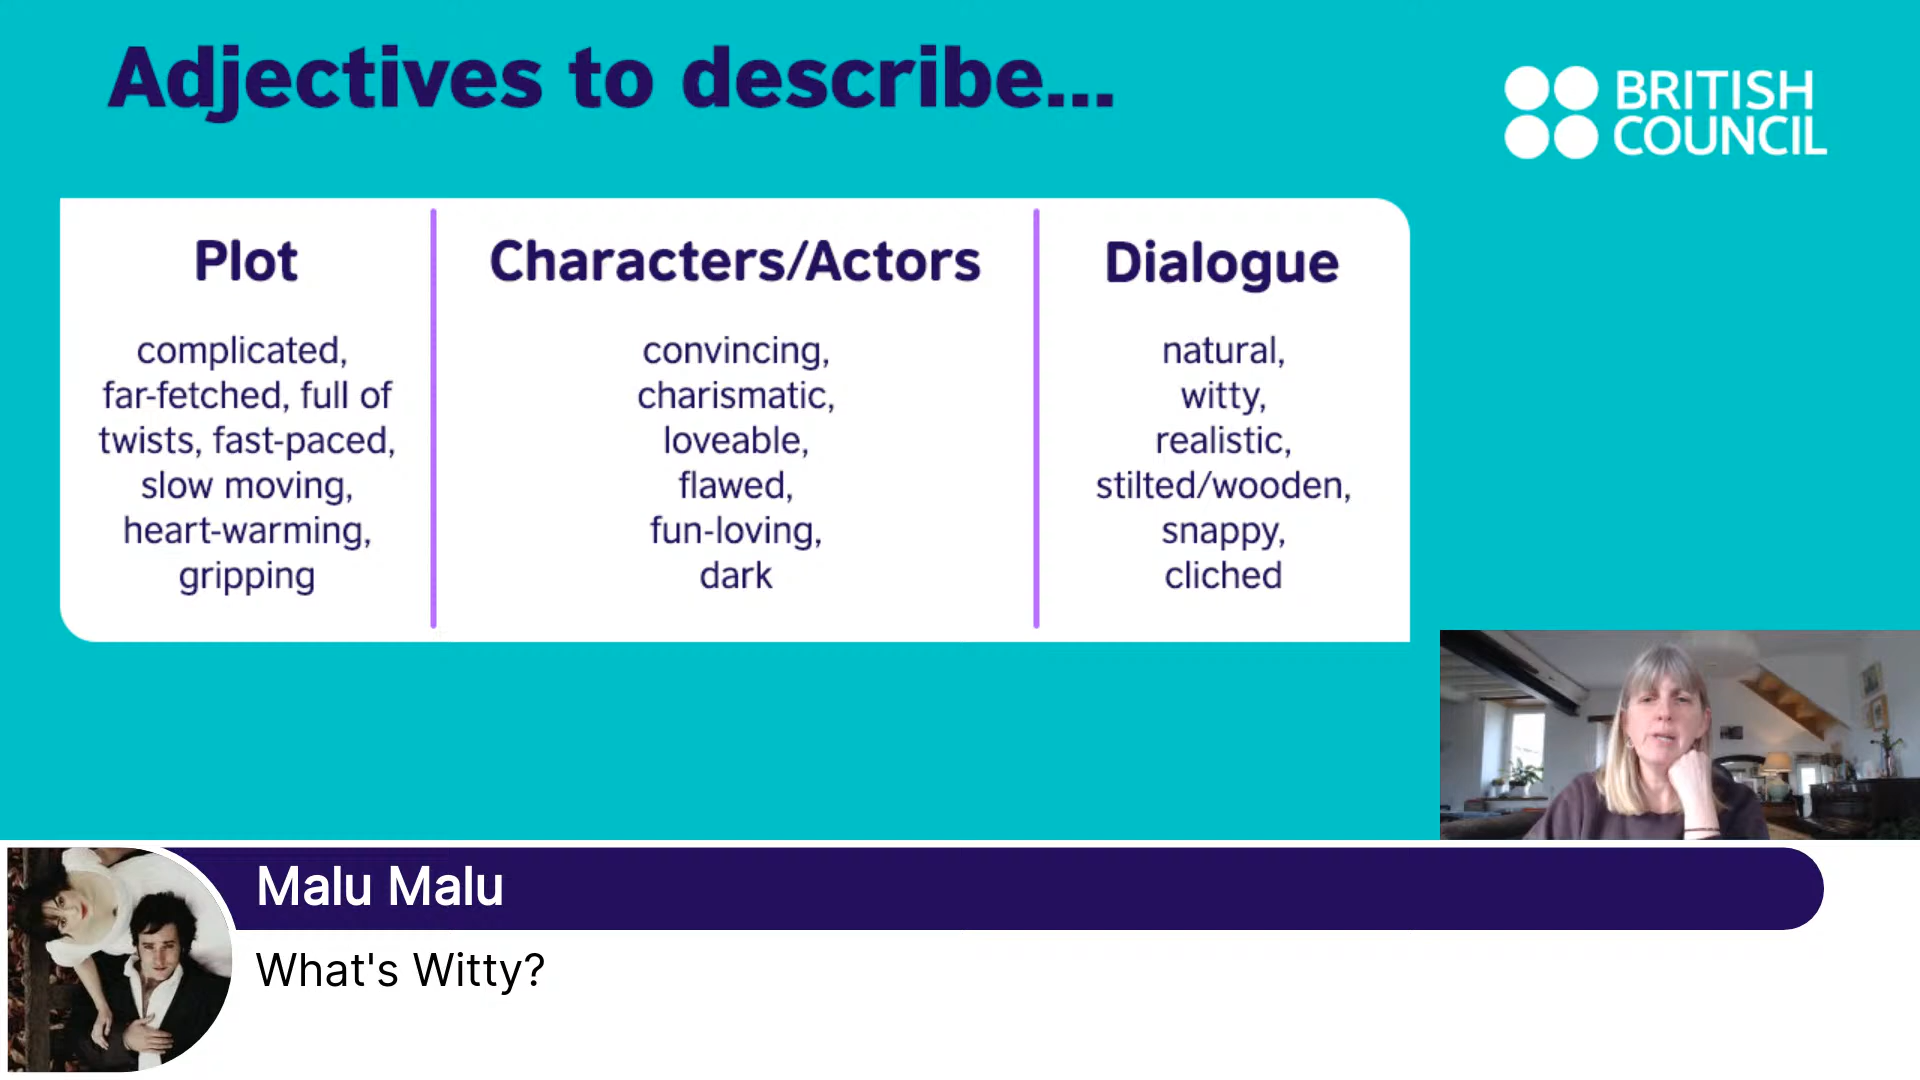 Adjectives to describe...
BRITISH
COUNCIL
Plot
complicated,
far-fetched, full of
twists, fast-paced,
slow moving,
heart-warming,
gripping
Characters/Actors
convincing,
charismatic,
loveable,
flawed,
fun-loving,
dark
Dialogue
natural,
witty,
realistic,
stilted/wooden,
snappy,
cliched
Malu Malu
What's Witty?